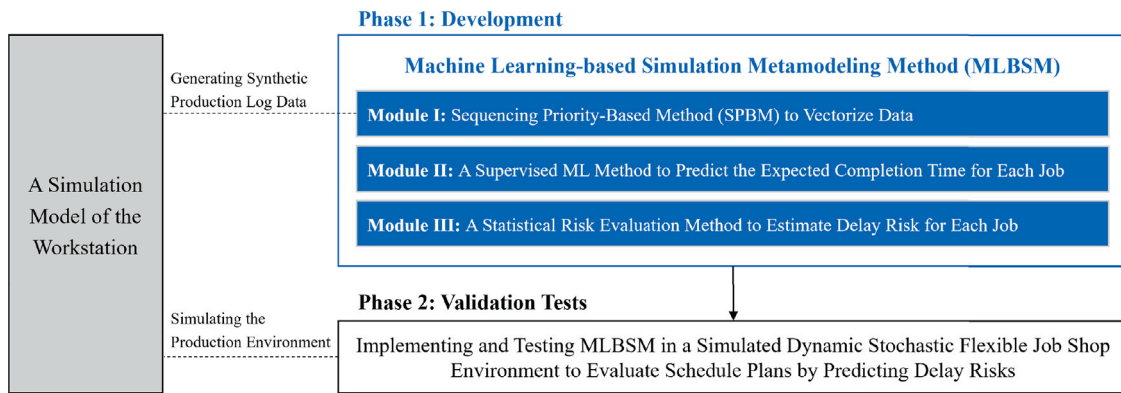 Phase 1: Development
Machine Learning-based Simulation Metamodeling Method (MLBSM)
Generating Synthetic
Production Log Data
Module I: Sequencing Priority-Based Method (SPBM) to Vectorize Data
Module II: A Supervised ML Method to Predict the Expected Completion Time for Each Job
Module III: A Statistical Risk Evaluation Method to Estimate Delay Risk for Each Job
A Simulation
Model of the
Workstation
Phase 2: Validation Tests
Simulating the
Production Environment
Implementing and Testing MLBSM in a Simulated Dynamic Stochastic Flexible Job Shop
Environment to Evaluate Schedule Plans by Predicting Delay Risks